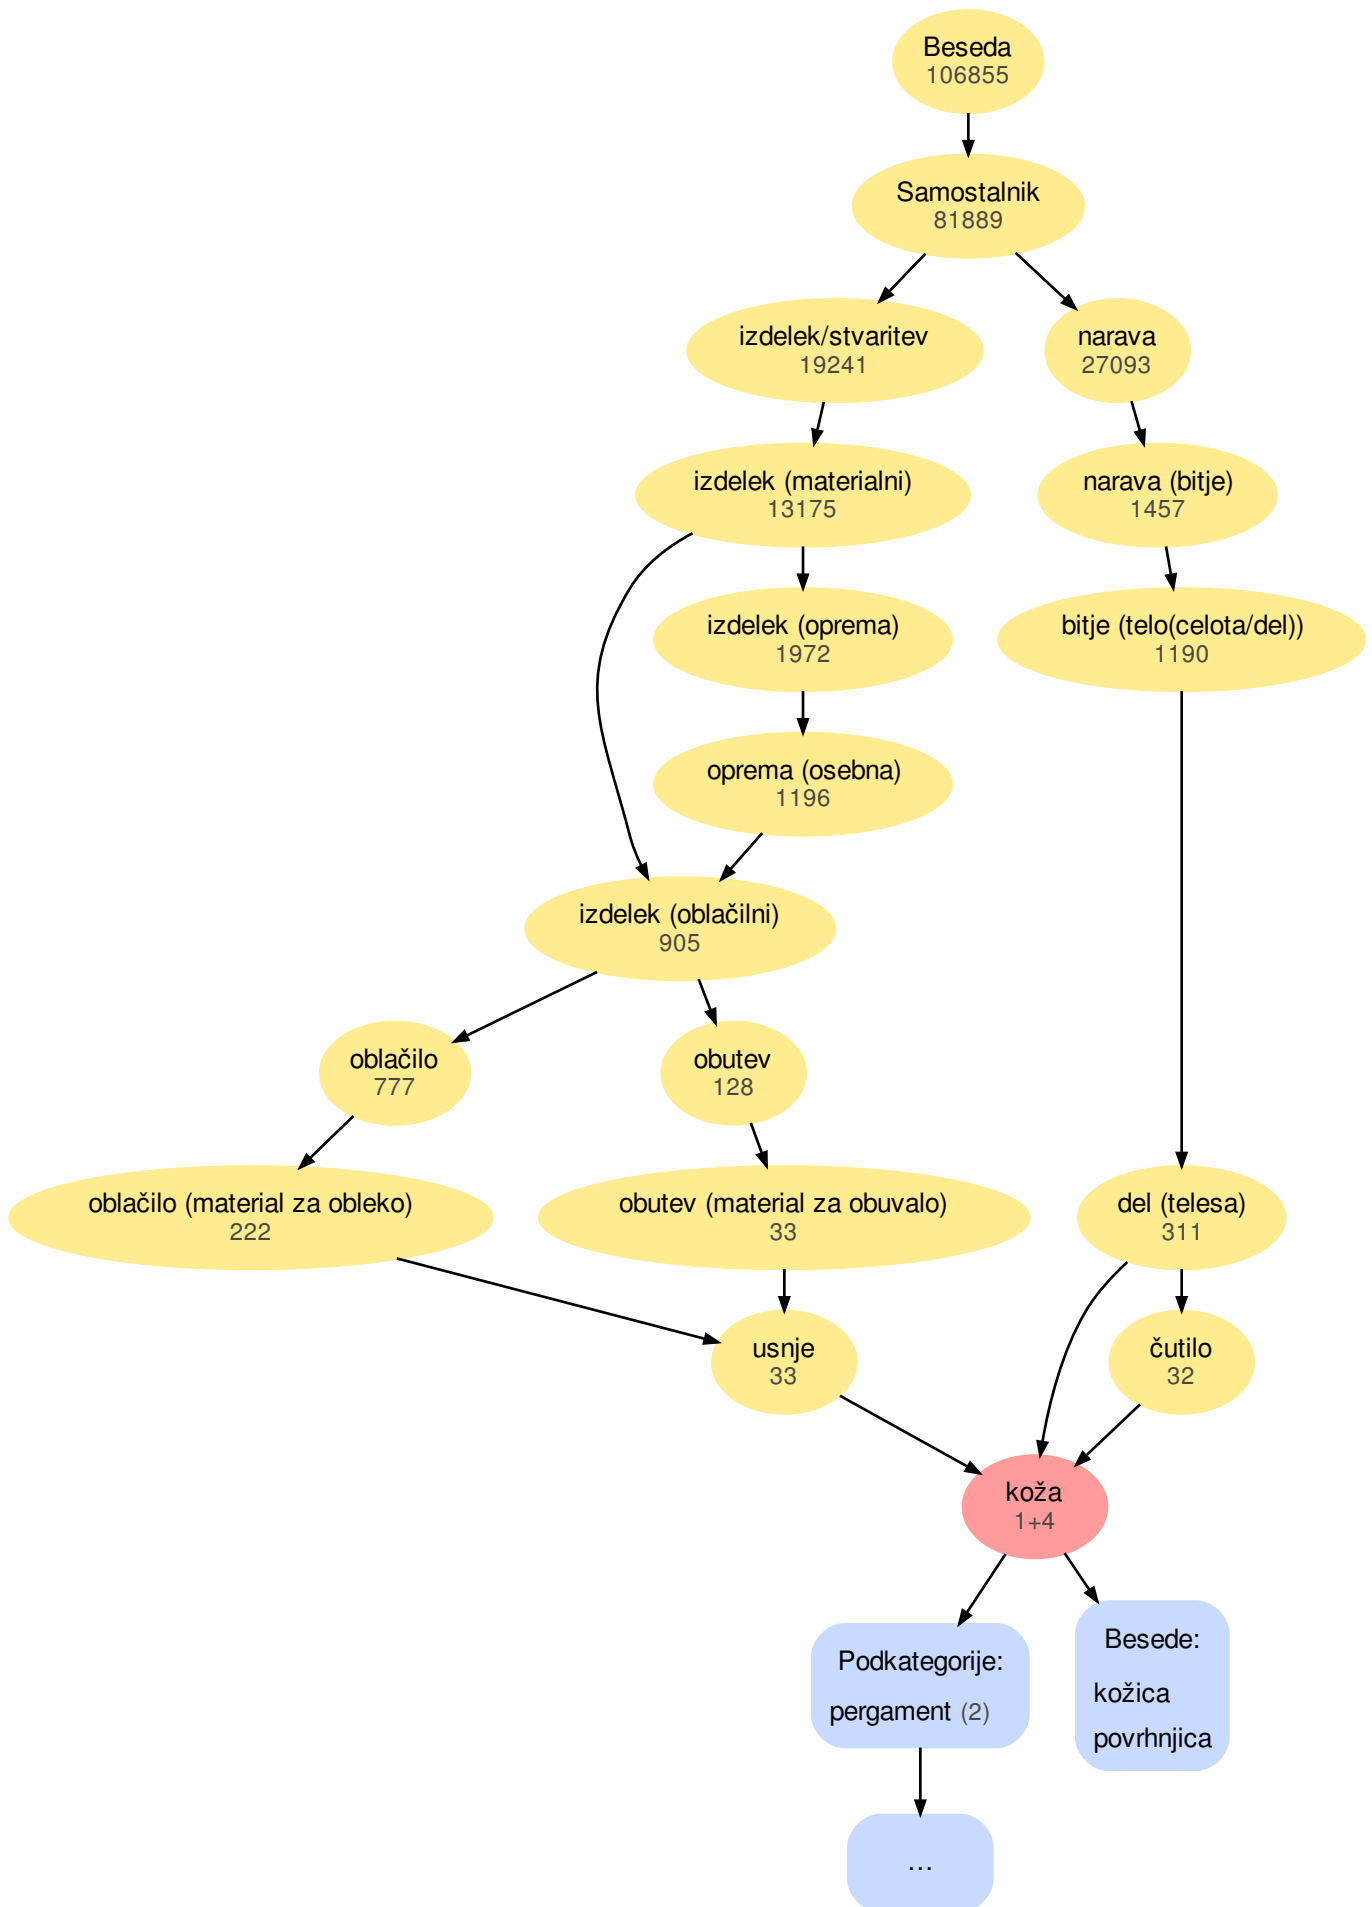 Beseda
106855
Samostalnik
81889
izdelek/stvaritev
19241
narava
27093
izdelek (materialni)
13175
narava (bitje)
1457
izdelek (oprema)
1972
bitje (telo(celota/del))
1190
oprema (osebna)
1196
izdelek (oblačilni)
905
oblačilo
777
obutev
128
oblačilo (material za obleko)
222
obutev (material za obuvalo)
33
del (telesa)
311
usnje
33
čutilo
32
koža
1+4
Podkategorije:
pergament (2)
Besede:
kožica
povrhnjica
...